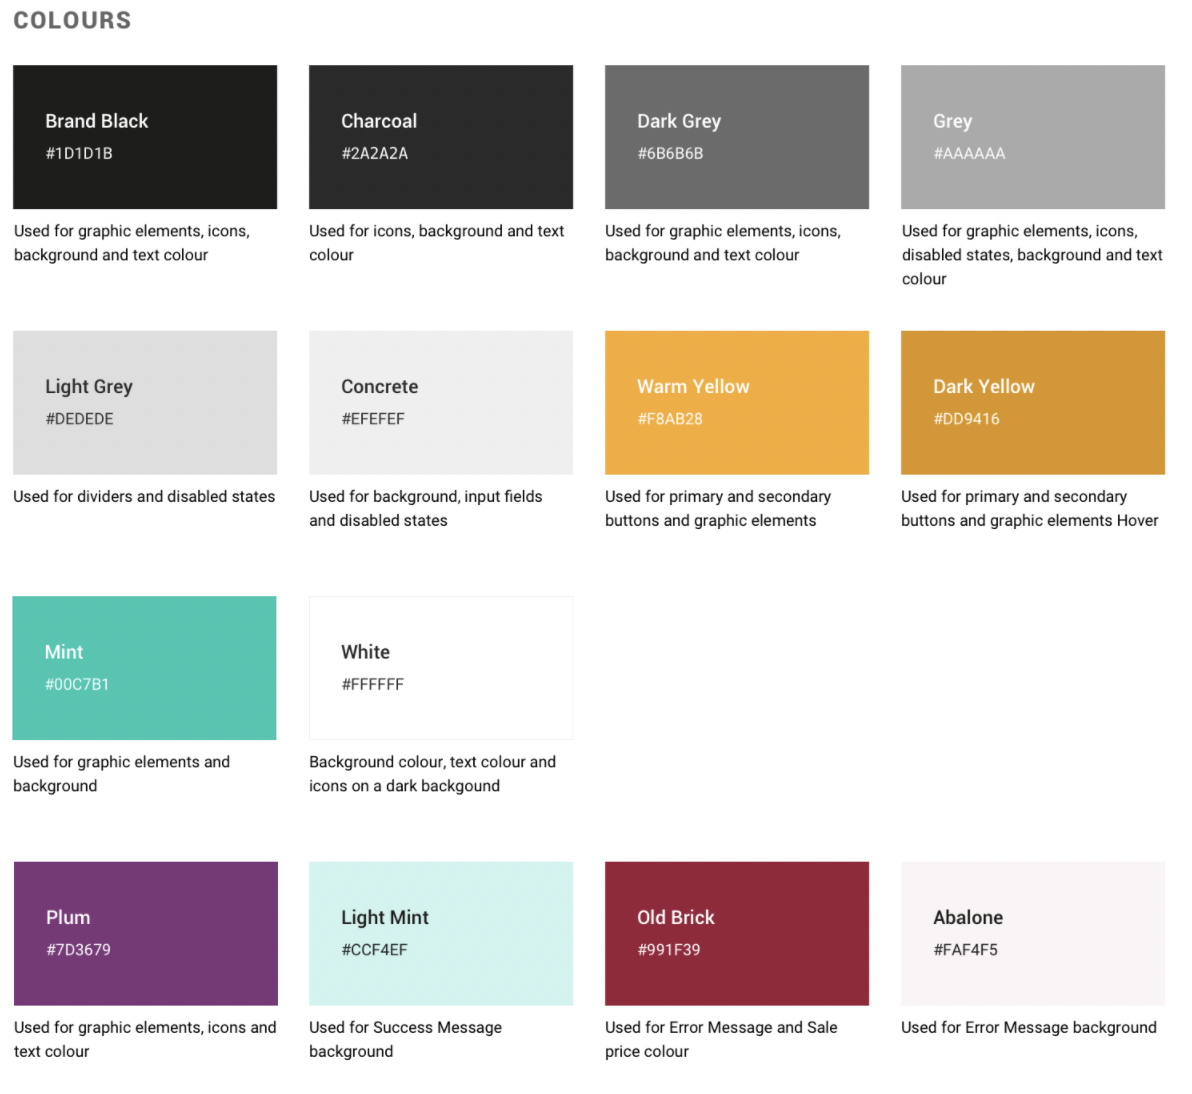 COLOURS
Brand Black
#1D1D1B
Used for graphic elements, icons,
background and text colour
Charcoal
#2A2A2A
Used for icons, background and text
colour
Dark Grey
#6B6B6B
Used for graphic elements, icons,
background and text colour
Grey
#AAAAAA
Used for graphic elements, icons,
disabled states, background and text
colour
Light Grey
#DEDEDE
Used for dividers and disabled states
Concrete
#EFEFEF
Used for background, input fields
and disabled states
Warm Yellow
#F8AB28
Used for primary and secondary
buttons and graphic elements
Dark Yellow
#DD9416
Used for primary and secondary
buttons and graphic elements Hover
Mint
#00C7B1
Used for graphic elements and
background
White
#FFFFFF
Background colour, text colour and
icons on a dark backgound
Plum
#7D3679
Used for graphic elements, icons and
text colour
Light Mint
#CCF4EF
Used for Success Message
background
Old Brick
#991F39
Used for Error Message and Sale
price colour
Abalone
#FAF4F5
Used for Error Message background